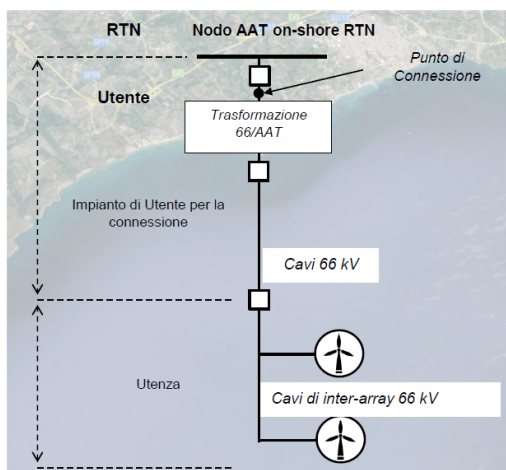 RTN
Nodo AAT on-shore RTN
Punto di
Connessione
Utente
Trasformazione
66/AAT
Impianto di Utente per la
connessione
Cavi 66 kV
Utenza
Cavi di inter-array 66 kV